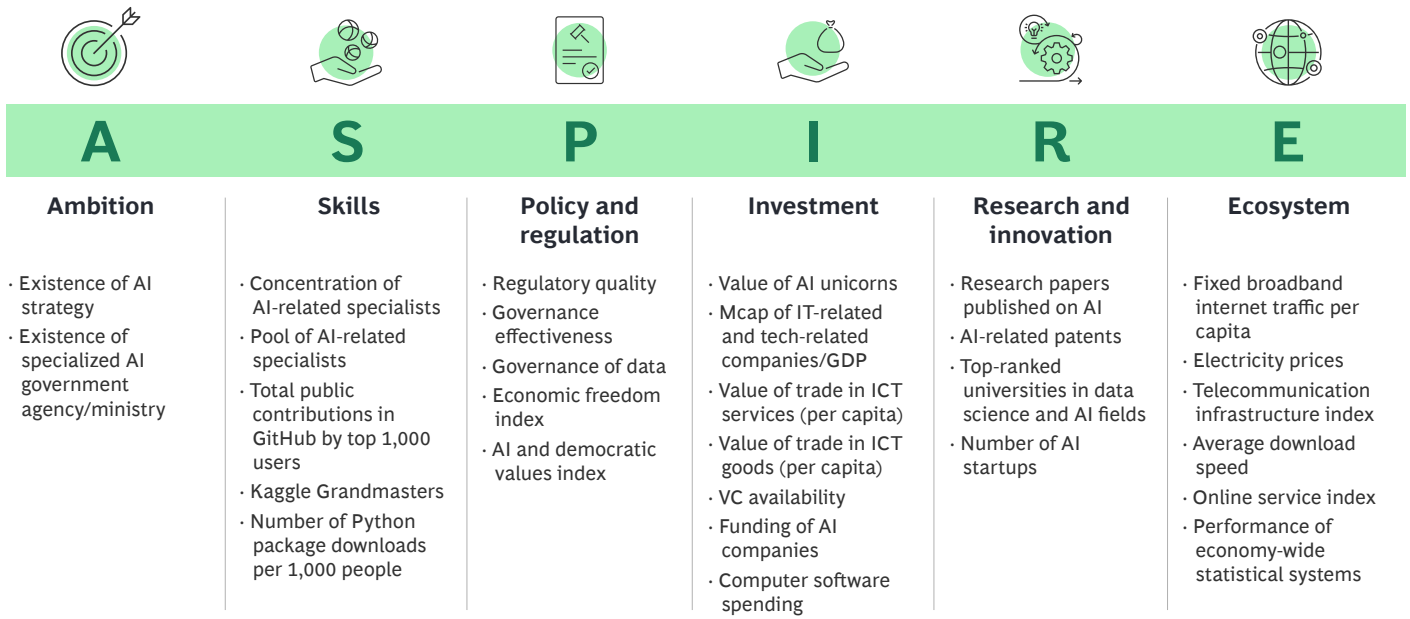 A
S
P
I
R
E
Ambition
· Existence of AI
strategy
· Existence of
specialized AI
government
agency/ministry
Skills
· Concentration of
AI-related specialists
· Pool of AI-related
specialists
· Total public
contributions in
GitHub by top 1,000
users
· Kaggle Grandmasters
· Number of Python
package downloads
per 1,000 people
Policy and
regulation
· Regulatory quality
· Governance
effectiveness
· Governance of data
· Economic freedom
index
· AI and democratic
values index
Investment
· Value of AI unicorns
· Mcap of IT-related
and tech-related
companies/GDP
· Value of trade in ICT
services (per capita)
· Value of trade in ICT
goods (per capita)
· VC availability
· Funding of AI
companies
· Computer software
spending
Research and
innovation
· Research papers
published on AI
· AI-related patents
· Top-ranked
universities in data
science and AI fields
· Number of AI
startups
Ecosystem
· Fixed broadband
internet traffic per
capita
· Electricity prices
· Telecommunication
infrastructure index
· Average download
speed
· Online service index
· Performance of
economy-wide
statistical systems